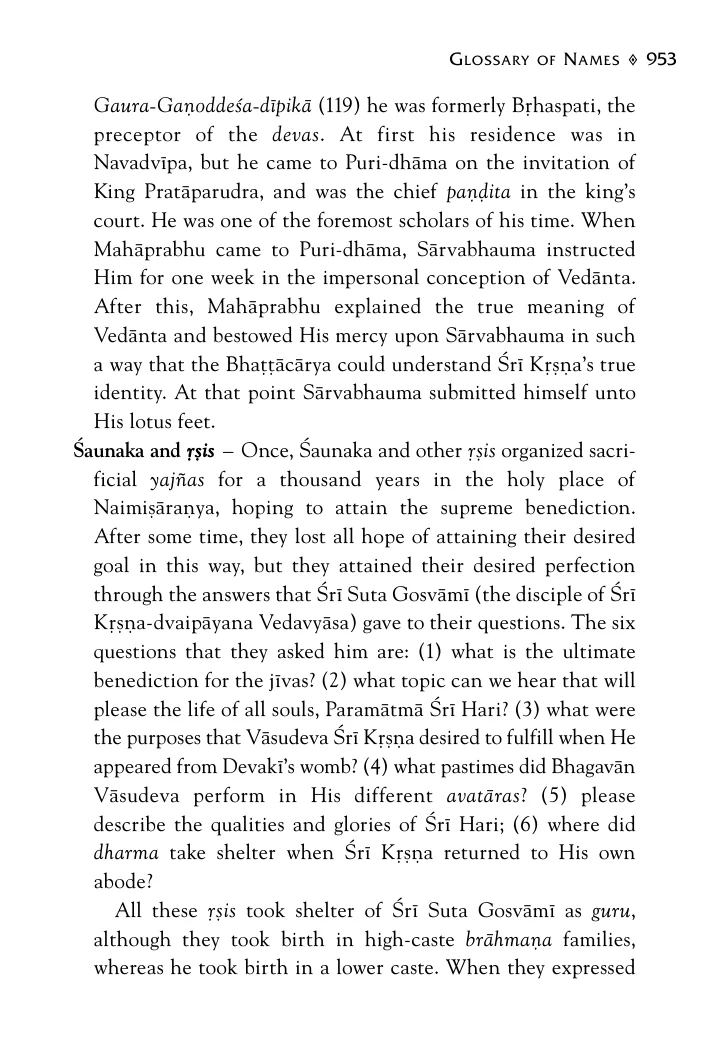 GLOSSARY OF NAMES ◈ 953
Gaura-Gaṇoddeśa-dīpikā (119) he was formerly Bṛhaspati, the
preceptor of the devas. At first his residence was in
Navadvīpa, but he came to Puri-dhāma on the invitation of
King Pratāparudra, and was the chief paṇḍita in the king's
court. He was one of the foremost scholars of his time. When
Mahāprabhu came to Puri-dhāma, Sārvabhauma instructed
Him for one week in the impersonal conception of Vedānta.
After this, Mahāprabhu explained the true meaning of
Vedānta and bestowed His mercy upon Sārvabhauma in such
a way that the Bhaṭṭācārya could understand Śrī Kṛṣṇa's true
identity. At that point Sārvabhauma submitted himself unto
His lotus feet.
Śaunaka and ṛṣis – Once, Śaunaka and other ṛṣis organized sacri-
ficial yajñas for a thousand years in the holy place of
Naimiṣāraṇya, hoping to attain the supreme benediction.
After some time, they lost all hope of attaining their desired
goal in this way, but they attained their desired perfection
through the answers that Śrī Suta Gosvāmī (the disciple of Śrī
Kṛṣṇa-dvaipāyana Vedavyāsa) gave to their questions. The six
questions that they asked him are: (1) what is the ultimate
benediction for the jīvas? (2) what topic can we hear that will
please the life of all souls, Paramātmā Śrī Hari? (3) what were
the purposes that Vāsudeva Śrī Kṛṣṇa desired to fulfill when He
appeared from Devakī's womb? (4) what pastimes did Bhagavān
Vāsudeva perform in His different avatāras? (5) please
describe the qualities and glories of Śrī Hari; (6) where did
dharma take shelter when Śrī Kṛṣṇa returned to His own
abode?
All these ṛṣis took shelter of Śrī Suta Gosvāmī as guru,
although they took birth in high-caste brāhmaṇa families,
whereas he took birth in a lower caste. When they expressed